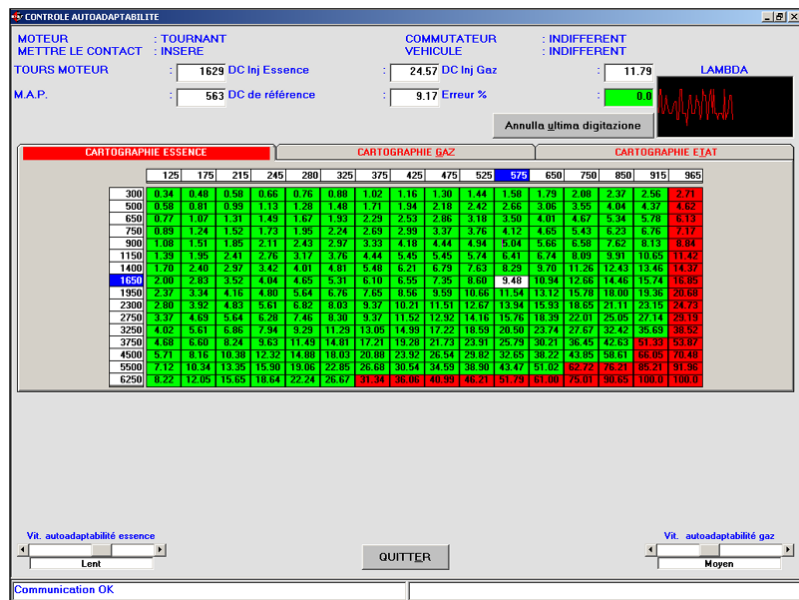 CONTROLE AUTOADAPTABILITE
MOTEUR : TOURNANT COMMUTATEUR : INDIFFERENT
METTRE LE CONTACT : INSERE VEHICULE : INDIFFERENT
TOURS MOTEUR : 1629 DC Inj Essence : 24.57 DC Inj Gaz : 11.79 LAMBDA
M.A.P. : 563 DC de référence : 9.17 Erreur % : 0.0
Annulla ultima digitazione
CARTOGRAPHIE ESSENCE CARTOGRAPHIE GAZ CARTOGRAPHIE ETAT
125 175 215 245 280 325 375 425 475 525 575 650 750 850 915 965
300 0.34 0.48 0.58 0.66 0.76 0.88 1.02 1.16 1.30 1.44 1.58 1.79 2.08 2.37 2.56 2.71
500 0.58 0.81 0.99 1.13 1.28 1.48 1.71 1.94 2.18 2.42 2.66 3.06 3.55 4.04 4.37 4.62
650 0.77 1.07 1.31 1.49 1.67 1.93 2.29 2.53 2.86 3.18 3.50 4.01 4.67 5.34 5.78 6.13
750 0.89 1.24 1.52 1.73 1.95 2.24 2.69 2.99 3.37 3.76 4.12 4.65 5.43 6.23 6.76 7.17
900 1.08 1.51 1.85 2.11 2.43 2.97 3.33 4.18 4.44 4.94 5.04 5.66 6.58 7.62 8.13 8.84
1150 1.39 1.95 2.41 2.76 3.17 3.76 4.44 5.45 5.45 5.74 6.41 6.74 8.09 9.91 10.65 11.42
1400 1.70 2.40 2.97 3.42 4.01 4.81 5.48 6.21 6.79 7.63 8.29 9.70 11.26 12.43 13.46 14.37
1650 2.00 2.83 3.52 4.04 4.65 5.31 6.10 6.55 7.35 8.60 9.48 10.94 12.66 14.46 15.74 16.85
1950 2.37 3.34 4.16 4.80 5.64 6.76 7.65 8.56 9.59 10.66 11.54 13.12 15.78 18.00 19.36 20.68
2300 2.80 3.92 4.83 5.61 6.82 8.03 9.37 10.21 11.51 12.67 13.94 15.93 18.65 21.11 23.15 24.73
2750 3.37 4.69 5.64 6.28 7.46 8.30 9.37 11.52 12.92 14.16 15.76 18.39 22.01 25.05 27.14 29.19
3250 4.02 5.61 6.86 7.94 9.29 11.29 13.05 14.99 17.22 18.59 20.50 23.74 27.67 32.42 35.69 38.52
3750 4.68 6.60 8.24 9.63 11.49 14.81 17.21 19.28 21.73 23.91 25.79 30.21 36.45 42.63 51.33 53.87
4500 5.71 8.16 10.38 12.32 14.88 18.03 20.88 23.92 26.54 29.82 32.65 38.22 43.85 58.61 66.05 70.48
5500 7.12 10.34 13.35 15.90 19.06 22.85 26.68 30.54 34.59 38.90 43.47 51.02 62.72 76.21 85.21 91.96
6250 8.22 12.05 15.65 18.64 22.24 26.67 31.34 36.06 40.99 46.21 51.79 61.00 75.01 90.65 100.0 100.0
Vit. autoadaptabilité essence Vit. autoadaptabilité gaz
QUITTER
Lent Moyen
Communication OK